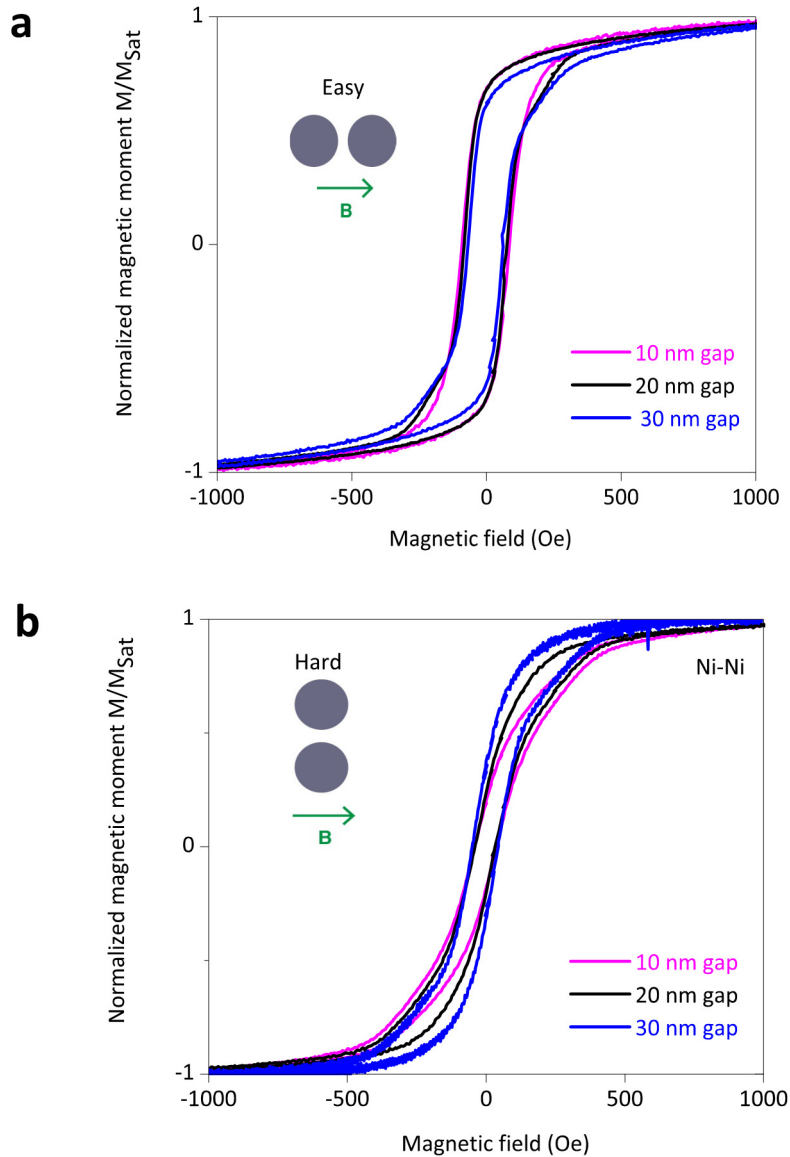 a
Normalized magnetic moment M/MSat
1
0
-1
Easy
B
10 nm gap
20 nm gap
30 nm gap
-1000 -500 0 500 1000
Magnetic field (Oe)
b
Normalized magnetic moment M/MSat
1
0
-1
Hard
B
Ni-Ni
10 nm gap
20 nm gap
30 nm gap
-1000 -500 0 500 1000
Magnetic field (Oe)